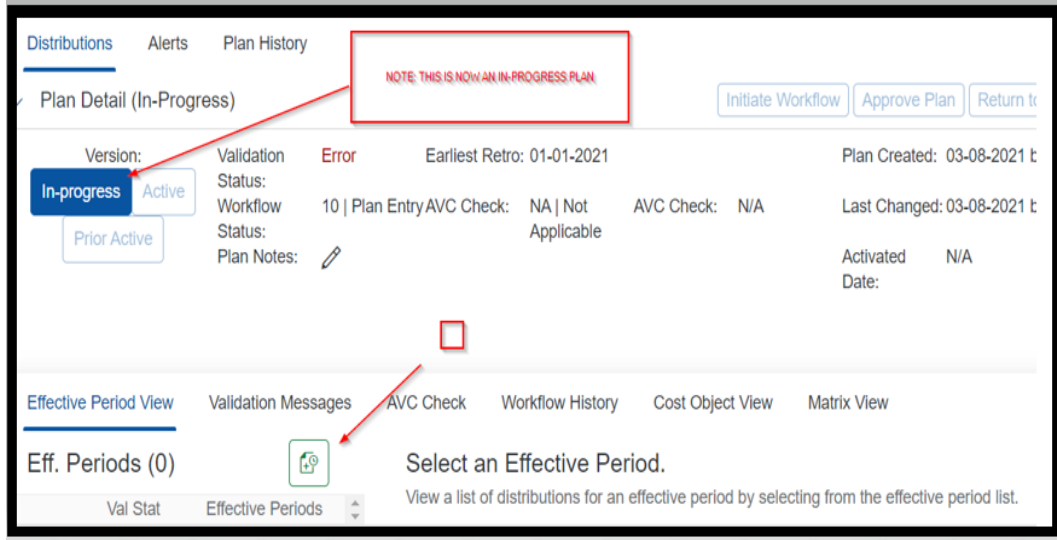 Distributions Alerts Plan History
NOTE: THIS IS NOW AN IN-PROGRESS PLAN
Plan Detail (In-Progress)
Initiate Workflow Approve Plan Return to
Version:
In-progress Active
Prior Active
Validation Status: Error
Workflow Status: 10 | Plan Entry
Plan Notes:
Earliest Retro: 01-01-2021
AVC Check: NA | Not Applicable
AVC Check: N/A
Plan Created: 03-08-2021 b
Last Changed: 03-08-2021 b
Activated Date: N/A
Effective Period View Validation Messages AVC Check Workflow History Cost Object View Matrix View
Eff. Periods (0)
Val Stat Effective Periods
Select an Effective Period.
View a list of distributions for an effective period by selecting from the effective period list.